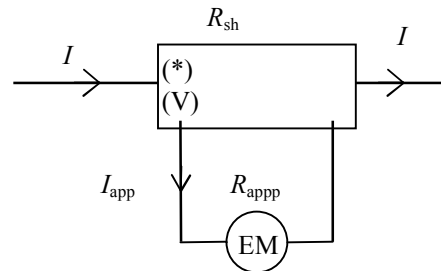 R_sh
I I
(*)
(V)
I_app R_appp
EM